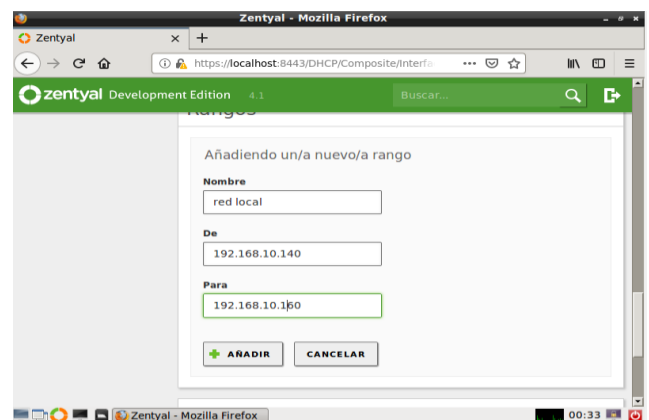 Zentyal - Mozilla Firefox
Zentyal
https://localhost:8443/DHCP/Composite/Interfa
zentyal Development Edition 4.1
Buscar...
Rangos
Añadiendo un/a nuevo/a rango
Nombre
red local
De
192.168.10.140
Para
192.168.10.160
AÑADIR CANCELAR
Zentyal - Mozilla Firefox
00:33